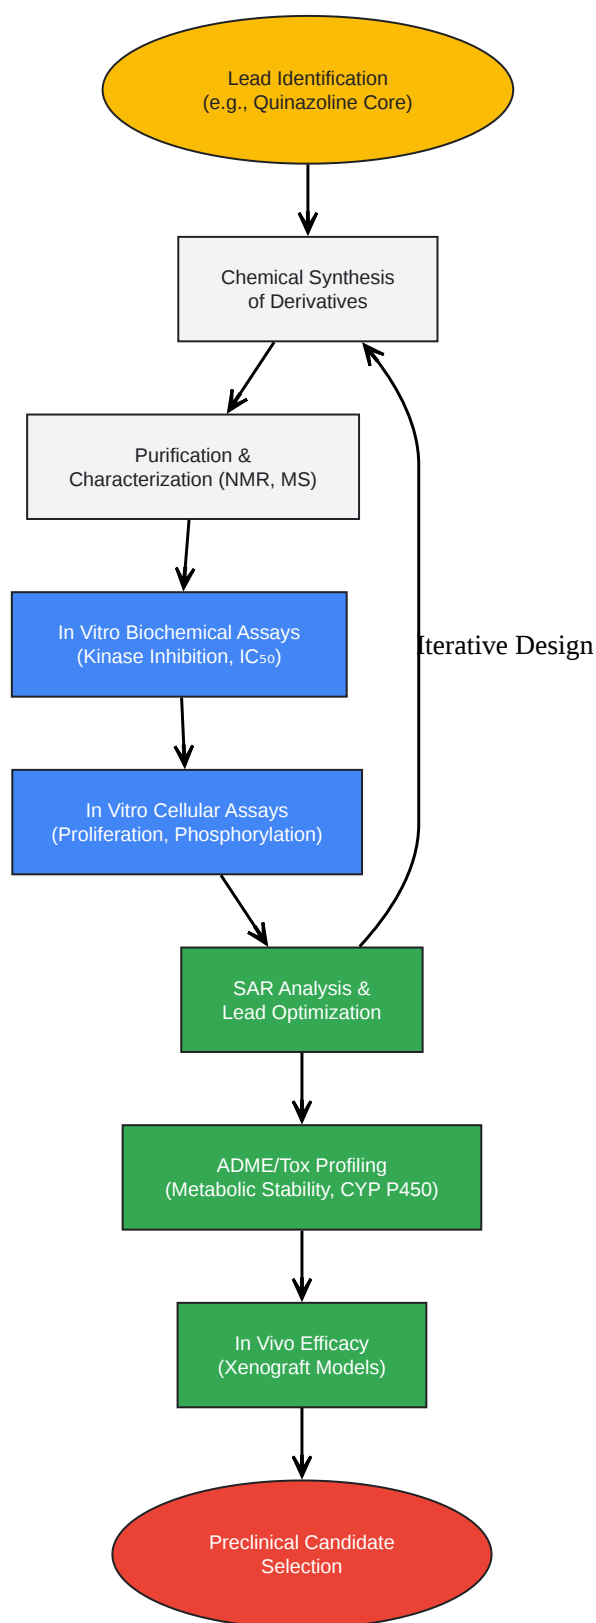 Lead Identification
(e.g., Quinazoline Core)
Chemical Synthesis
of Derivatives
Purification &
Characterization (NMR, MS)
In Vitro Biochemical Assays
(Kinase Inhibition, IC₅₀)
Iterative Design
In Vitro Cellular Assays
(Proliferation, Phosphorylation)
SAR Analysis &
Lead Optimization
ADME/Tox Profiling
(Metabolic Stability, CYP P450)
In Vivo Efficacy
(Xenograft Models)
Preclinical Candidate
Selection